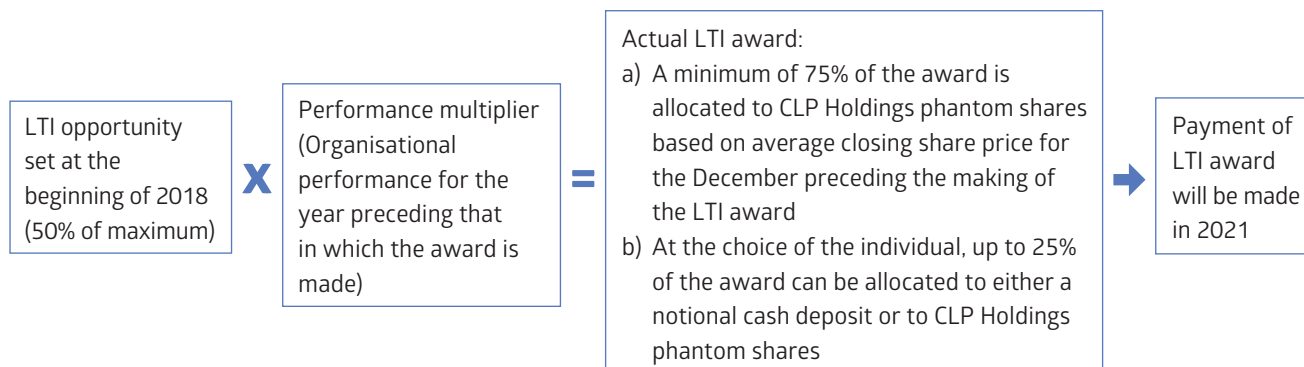 LTI opportunity
set at the
beginning of 2018
(50% of maximum)
X
Performance multiplier
(Organisational
performance for the
year preceding that
in which the award is
made)
=
Actual LTI award:
a) A minimum of 75% of the award is
allocated to CLP Holdings phantom shares
based on average closing share price for
the December preceding the making of
the LTI award
b) At the choice of the individual, up to 25%
of the award can be allocated to either a
notional cash deposit or to CLP Holdings
phantom shares
Payment of
LTI award
will be made
in 2021